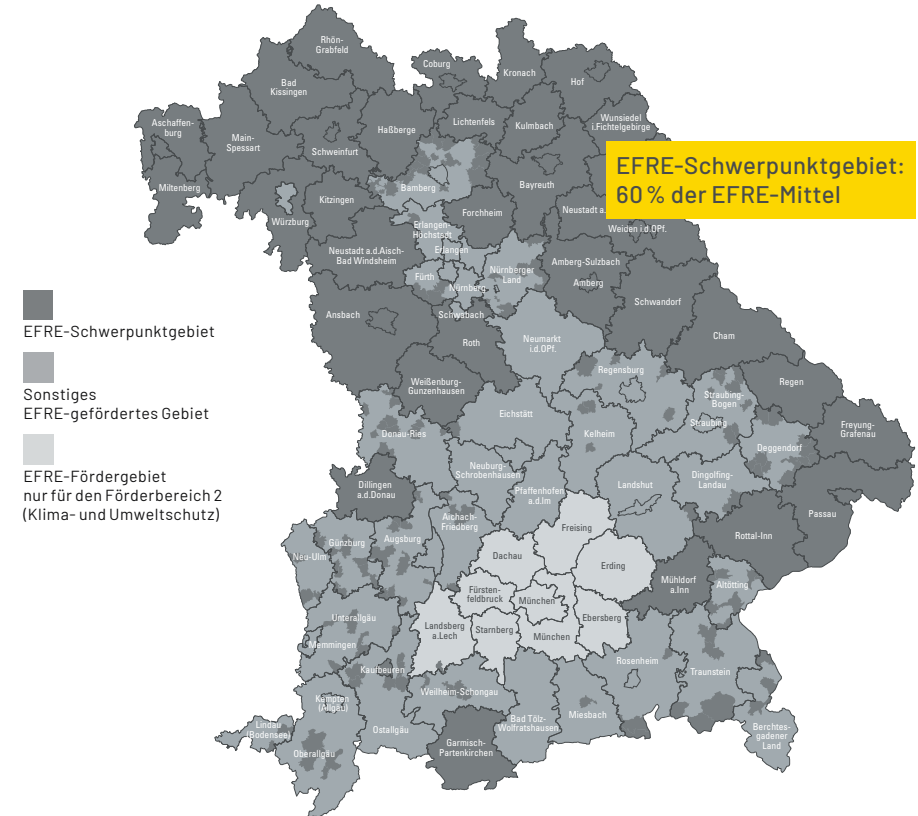 Rhön-
Grabfeld
Coburg
Kronach
Hof
Bad
Kissingen
Aschaffen-
burg
Main-
Spessart
Schweinfurt
Haßberge
Lichtenfels
Kulmbach
Wunsiedel
i.Fichtelgebirge
EFRE-Schwerpunktgebiet:
60 % der EFRE-Mittel
Miltenberg
Würzburg
Kitzingen
Bamberg
Bayreuth
Forchheim
Neustadt a.
Weiden i.d.OPf.
Erlangen-
Höchstadt
Erlangen
Neustadt a.d.Aisch-
Bad Windsheim
Fürth
Nürnberg
Nürnberger
Land
Amberg-Sulzbach
Amberg
Schwandorf
Ansbach
Schwabach
Roth
Neumarkt
i.d.OPf.
Cham
EFRE-Schwerpunktgebiet
Sonstiges
EFRE-gefördertes Gebiet
EFRE-Fördergebiet
nur für den Förderbereich 2
(Klima- und Umweltschutz)
Weißenburg-
Gunzenhausen
Regensburg
Regen
Straubing-
Bogen
Straubing
Freyung-
Grafenau
Eichstätt
Kelheim
Deggendorf
Donau-Ries
Neuburg-
Schrobenhausen
Dingolfing-
Landau
Dillingen
a.d.Donau
Pfaffenhofen
a.d.Im
Landshut
Passau
Aichach-
Friedberg
Freising
Rottal-Inn
Günzburg
Augsburg
Neu-Ulm
Dachau
Erding
Mühldorf
a.Inn
Altötting
Fürsten-
feldbruck
München
Unterallgäu
Landsberg
a.Lech
Starnberg
München
Ebersberg
Memmingen
Rosenheim
Traunstein
Kaufbeuren
Weilheim-Schongau
Kempten
(Allgäu)
Lindau
(Bodensee)
Ostallgäu
Bad Tölz-
Wolfratshausen
Miesbach
Berchtes-
gadener
Land
Oberallgäu
Garmisch-
Partenkirchen